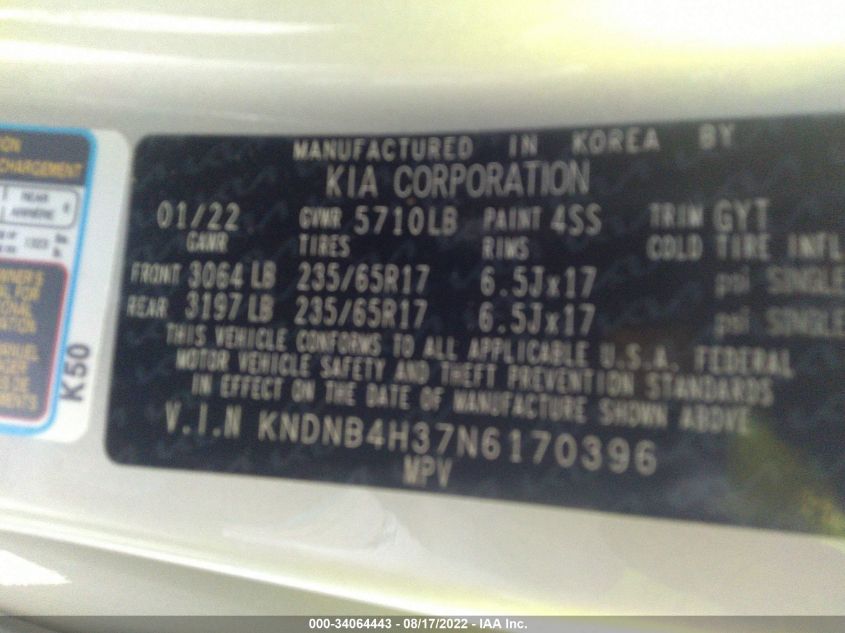 MANUFACTURED IN KOREA BY
KIA CORPORATION
01/22 GVWR 5710LB PAINT 4SS TRIM GYT
GAWR TIRES RIMS COLD TIRE INFL
FRONT 3064 LB 235/65R17 6.5Jx17 psi SINGLE
REAR 3197 LB 235/65R17 6.5Jx17 psi SINGLE
THIS VEHICLE CONFORMS TO ALL APPLICABLE U.S.A. FEDERAL
MOTOR VEHICLE SAFETY AND THEFT PREVENTION STANDARDS
IN EFFECT ON THE DATE OF MANUFACTURE SHOWN ABOVE
V.I.N KNDNB4H37N6170396
MPV
K50
000-34064443 - 08/17/2022 - IAA Inc.